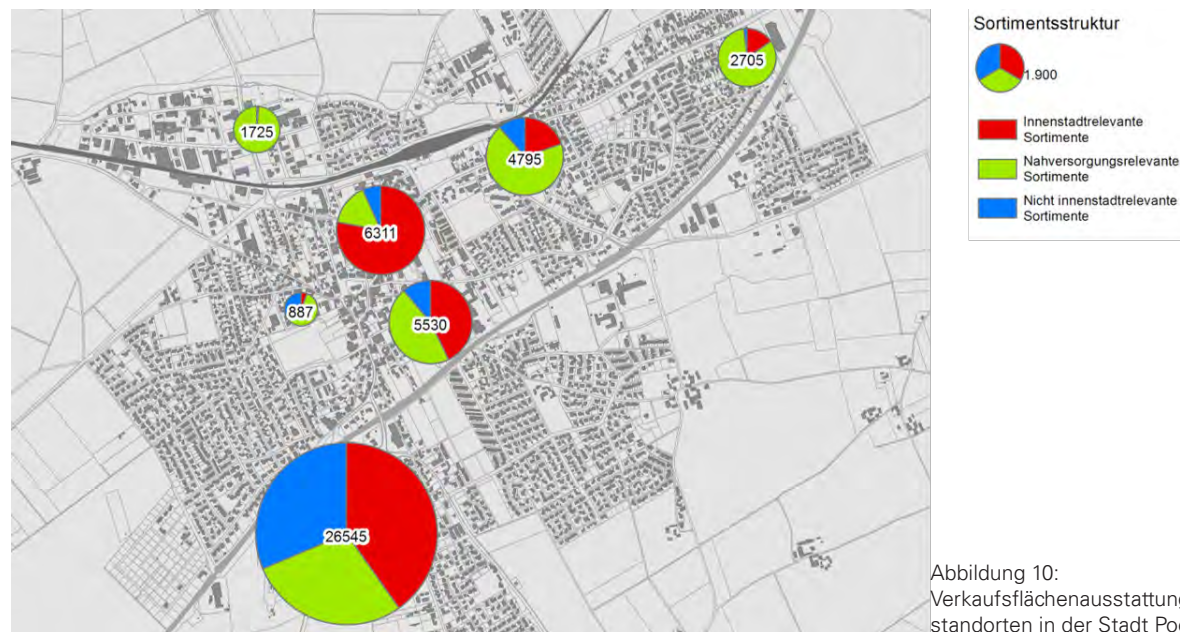 2705
1725
4795
6311
887
5530
26545
Sortimentsstruktur
1.900
Innenstadtrelevante
Sortimente
Nahversorgungsrelevante
Sortimente
Nicht innenstadtrelevante
Sortimente
Abbildung 10:
standorten in der Stadt